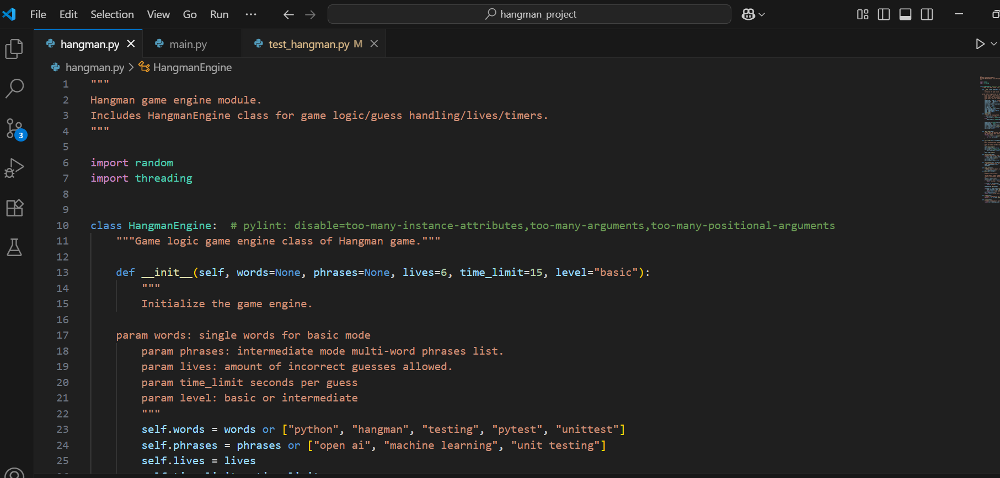 File Edit Selection View Go Run ··· hangman_project
hangman.py main.py test_hangman.py M
hangman.py > HangmanEngine
1 """
2 Hangman game engine module.
3 Includes HangmanEngine class for game logic/guess handling/lives/timers.
4 """
5
6 import random
7 import threading
8
9
10 class HangmanEngine:  # pylint: disable=too-many-instance-attributes,too-many-arguments,too-many-positional-arguments
11     """Game logic game engine class of Hangman game."""
12
13     def __init__(self, words=None, phrases=None, lives=6, time_limit=15, level="basic"):
14         """
15         Initialize the game engine.
16
17     param words: single words for basic mode
18         param phrases: intermediate mode multi-word phrases list.
19         param lives: amount of incorrect guesses allowed.
20         param time_limit seconds per guess
21         param level: basic or intermediate
22         """
23         self.words = words or ["python", "hangman", "testing", "pytest", "unittest"]
24         self.phrases = phrases or ["open ai", "machine learning", "unit testing"]
25         self.lives = lives
3